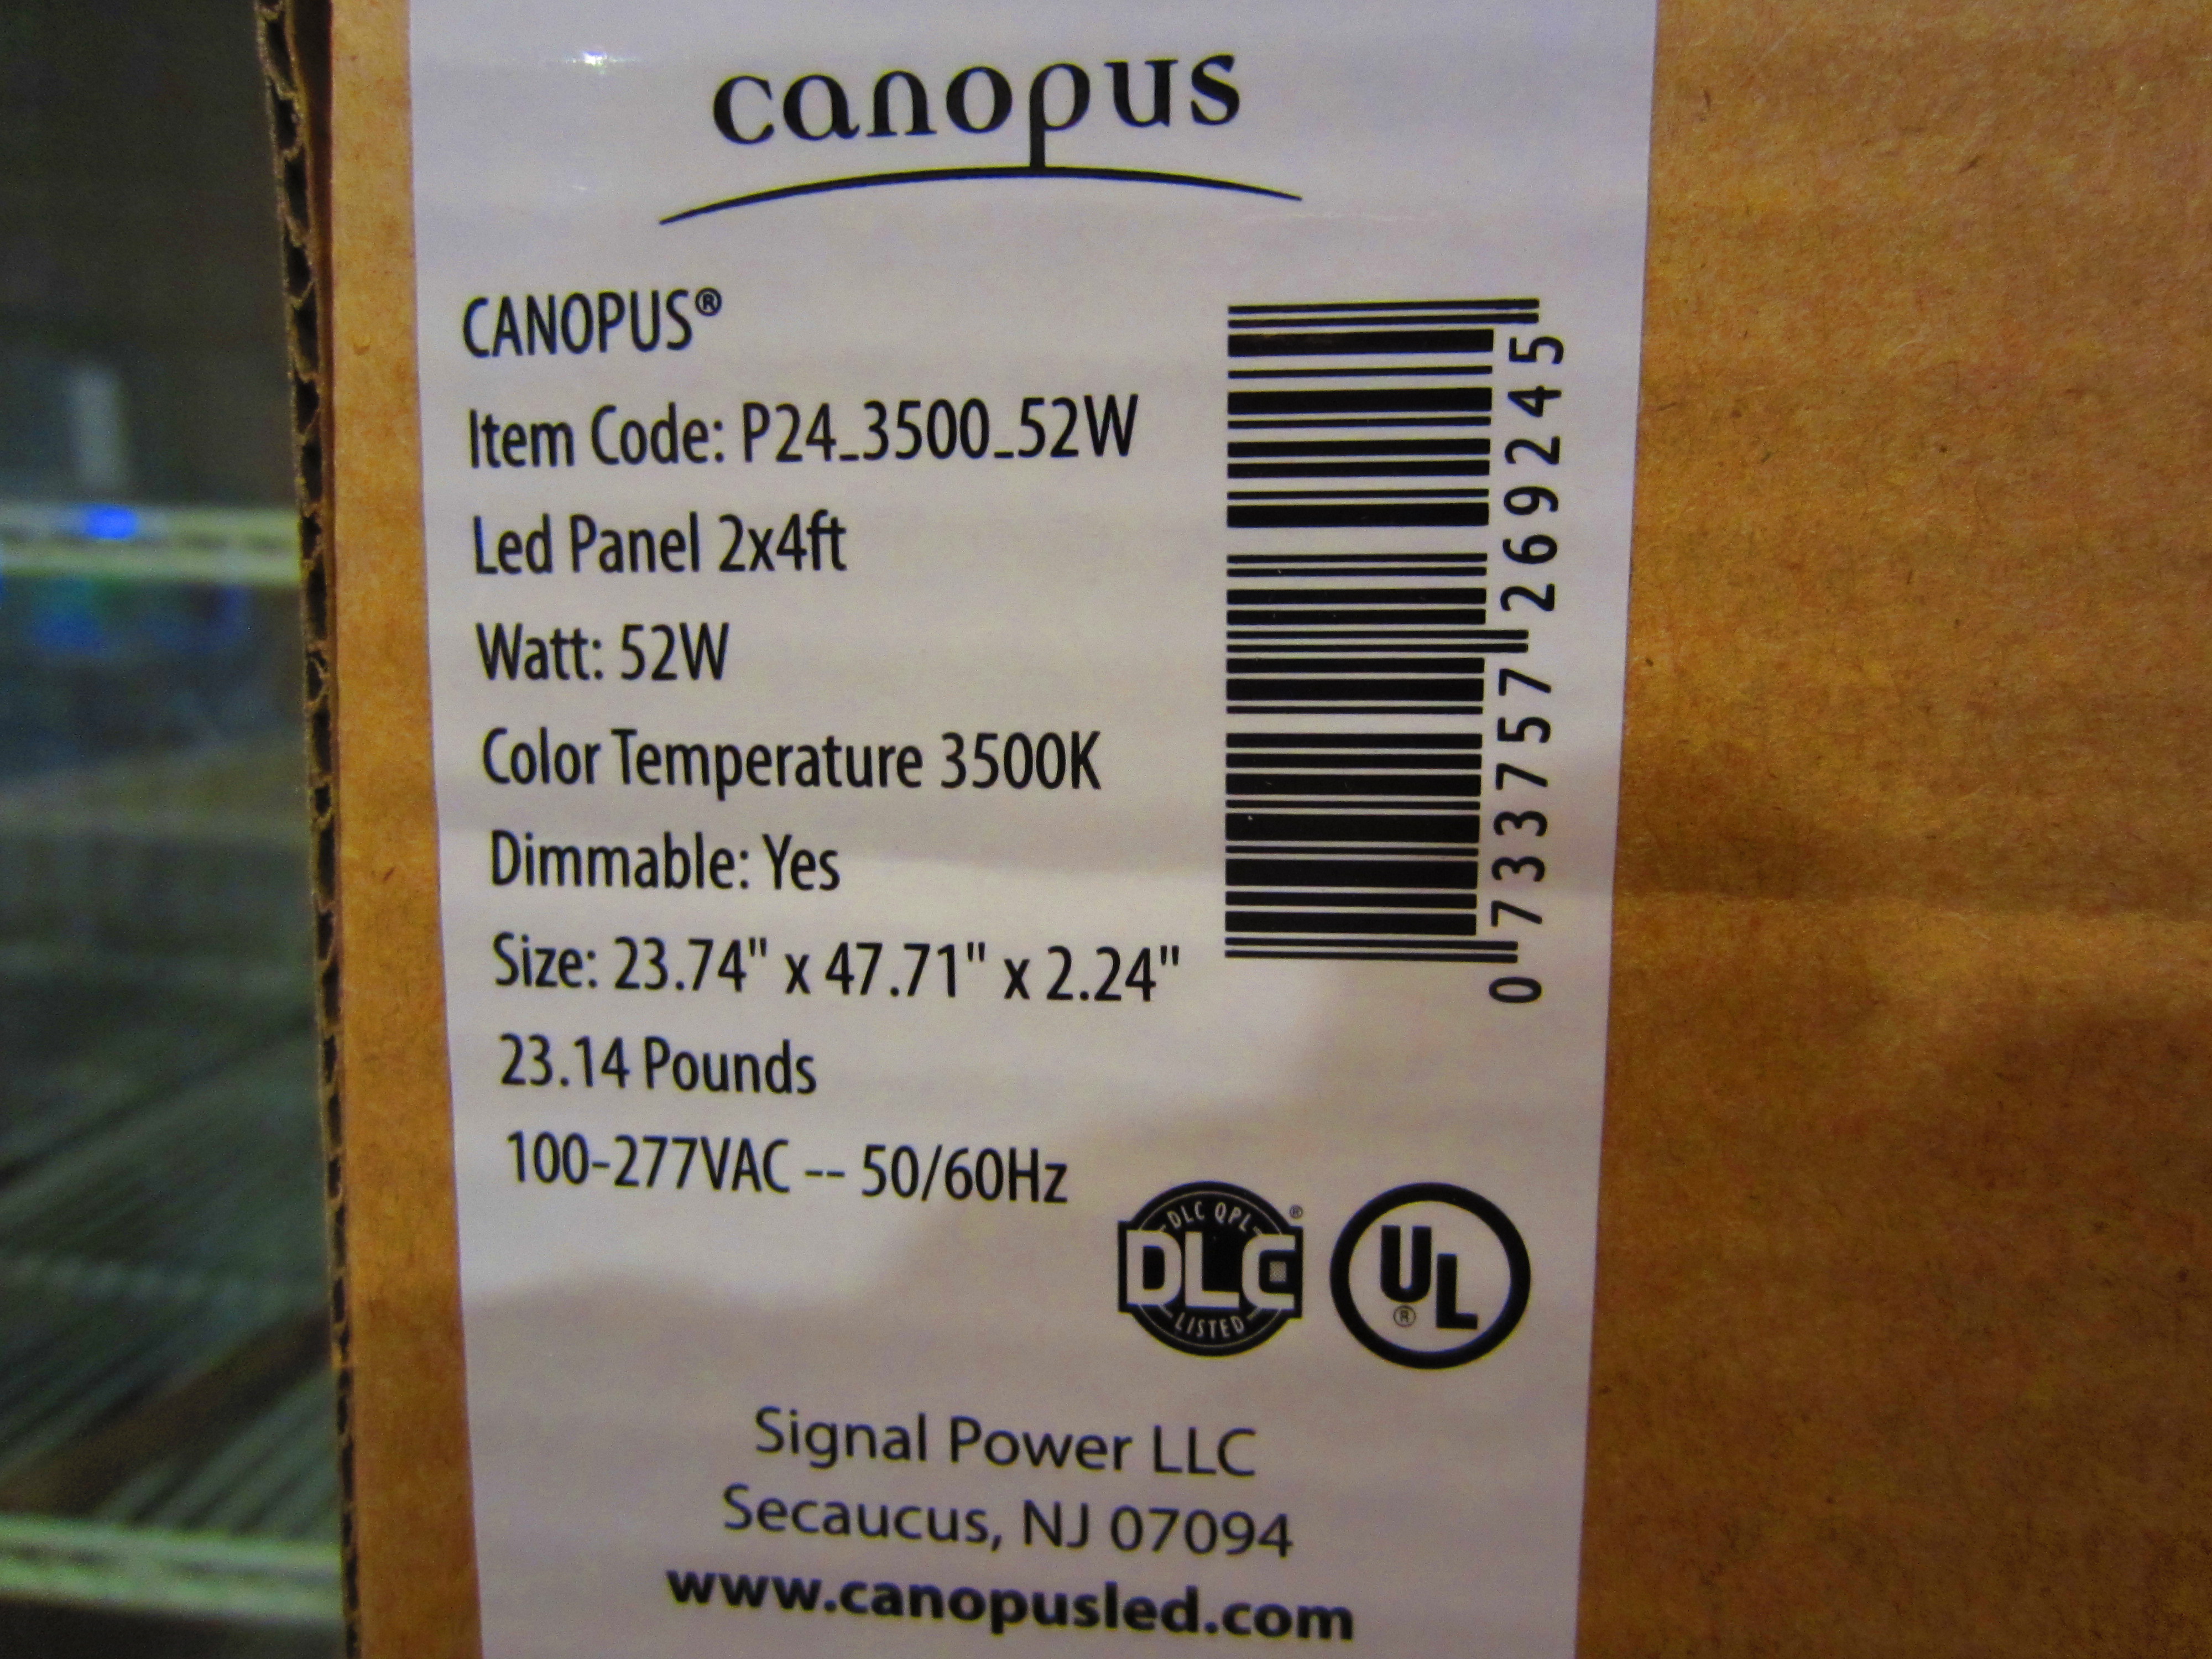 canopus
CANOPUS®
Item Code: P24_3500_52W
Led Panel 2x4ft
Watt: 52W
Color Temperature 3500K
Dimmable: Yes
Size: 23.74" x 47.71" x 2.24"
23.14 Pounds
100-277VAC -- 50/60Hz
0 73375726924 5
DLC QPL ®
DLC
LISTED
UL
®
Signal Power LLC
Secaucus, NJ 07094
www.canopusled.com